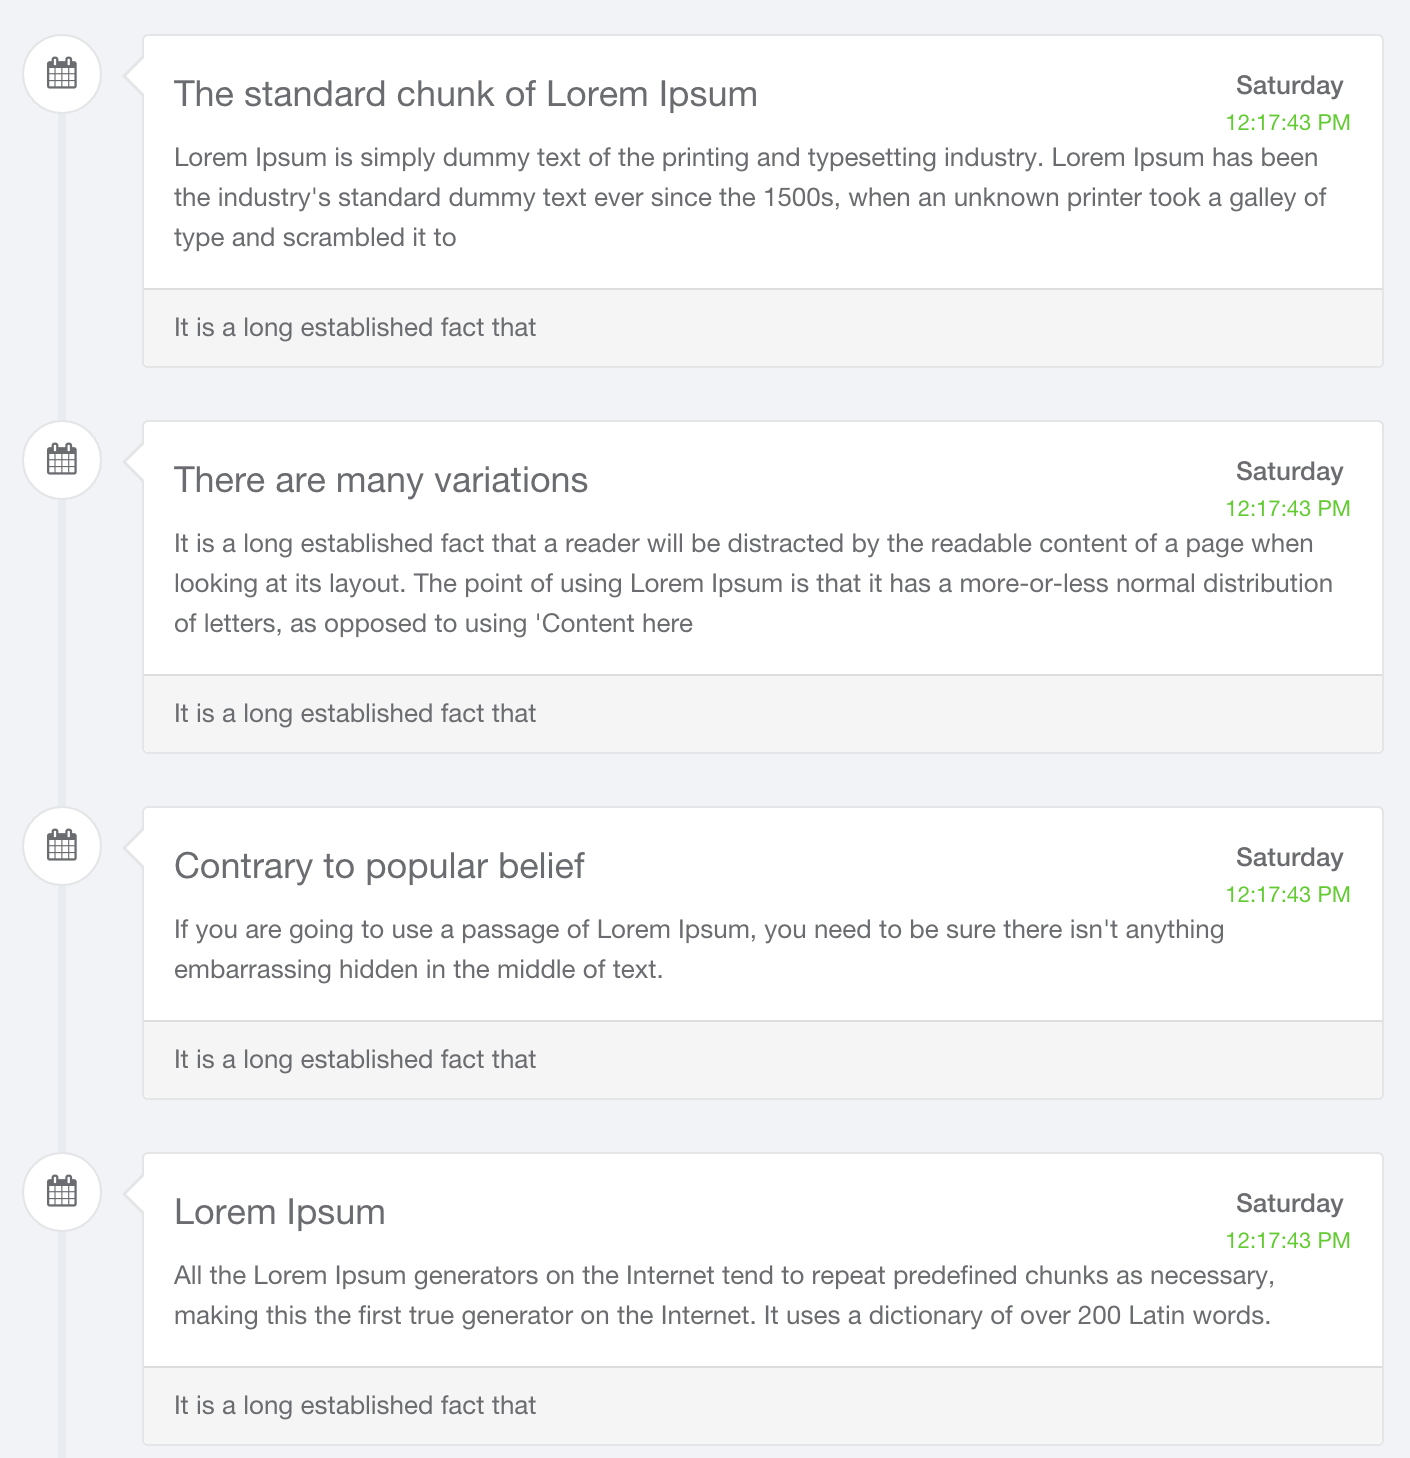 The standard chunk of Lorem Ipsum
Saturday
12:17:43 PM
Lorem Ipsum is simply dummy text of the printing and typesetting industry. Lorem Ipsum has been
the industry's standard dummy text ever since the 1500s, when an unknown printer took a galley of
type and scrambled it to
It is a long established fact that
There are many variations
Saturday
12:17:43 PM
It is a long established fact that a reader will be distracted by the readable content of a page when
looking at its layout. The point of using Lorem Ipsum is that it has a more-or-less normal distribution
of letters, as opposed to using 'Content here
It is a long established fact that
Contrary to popular belief
Saturday
12:17:43 PM
If you are going to use a passage of Lorem Ipsum, you need to be sure there isn't anything
embarrassing hidden in the middle of text.
It is a long established fact that
Lorem Ipsum
Saturday
12:17:43 PM
All the Lorem Ipsum generators on the Internet tend to repeat predefined chunks as necessary,
making this the first true generator on the Internet. It uses a dictionary of over 200 Latin words.
It is a long established fact that